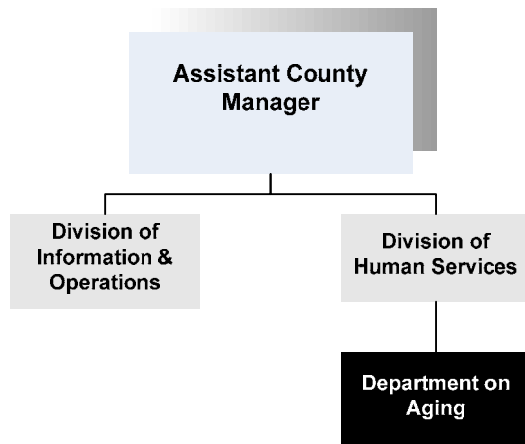 Assistant County
Manager
Division of
Information &
Operations
Division of
Human Services
Department on
Aging